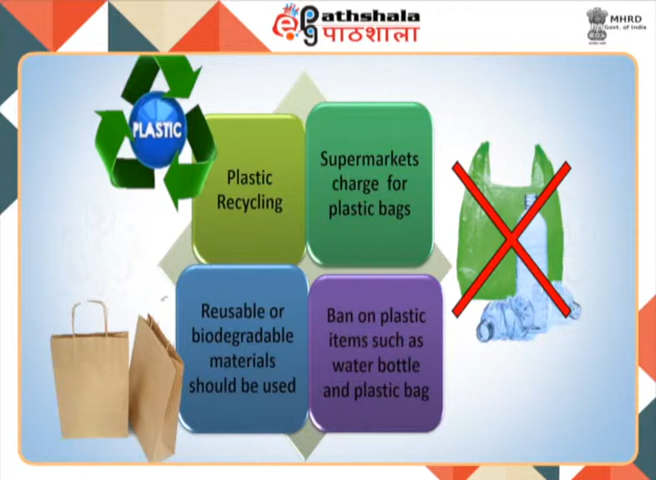 ePathshala
पाठशाला
MHRD
Govt. of India
PLASTIC
Plastic
Recycling
Supermarkets
charge for
plastic bags
Reusable or
biodegradable
materials
should be used
Ban on plastic
items such as
water bottle
and plastic bag